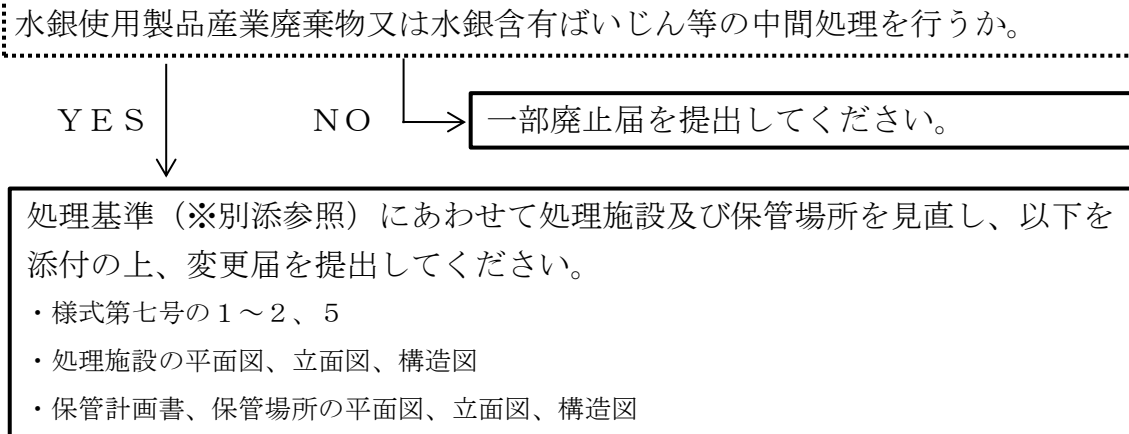 水銀使用製品産業廃棄物又は水銀含有ばいじん等の中間処理を行うか。
ＹＥＳ
ＮＯ
一部廃止届を提出してください。
処理基準（※別添参照）にあわせて処理施設及び保管場所を見直し、以下を
添付の上、変更届を提出してください。
・様式第七号の１～２、５
・処理施設の平面図、立面図、構造図
・保管計画書、保管場所の平面図、立面図、構造図